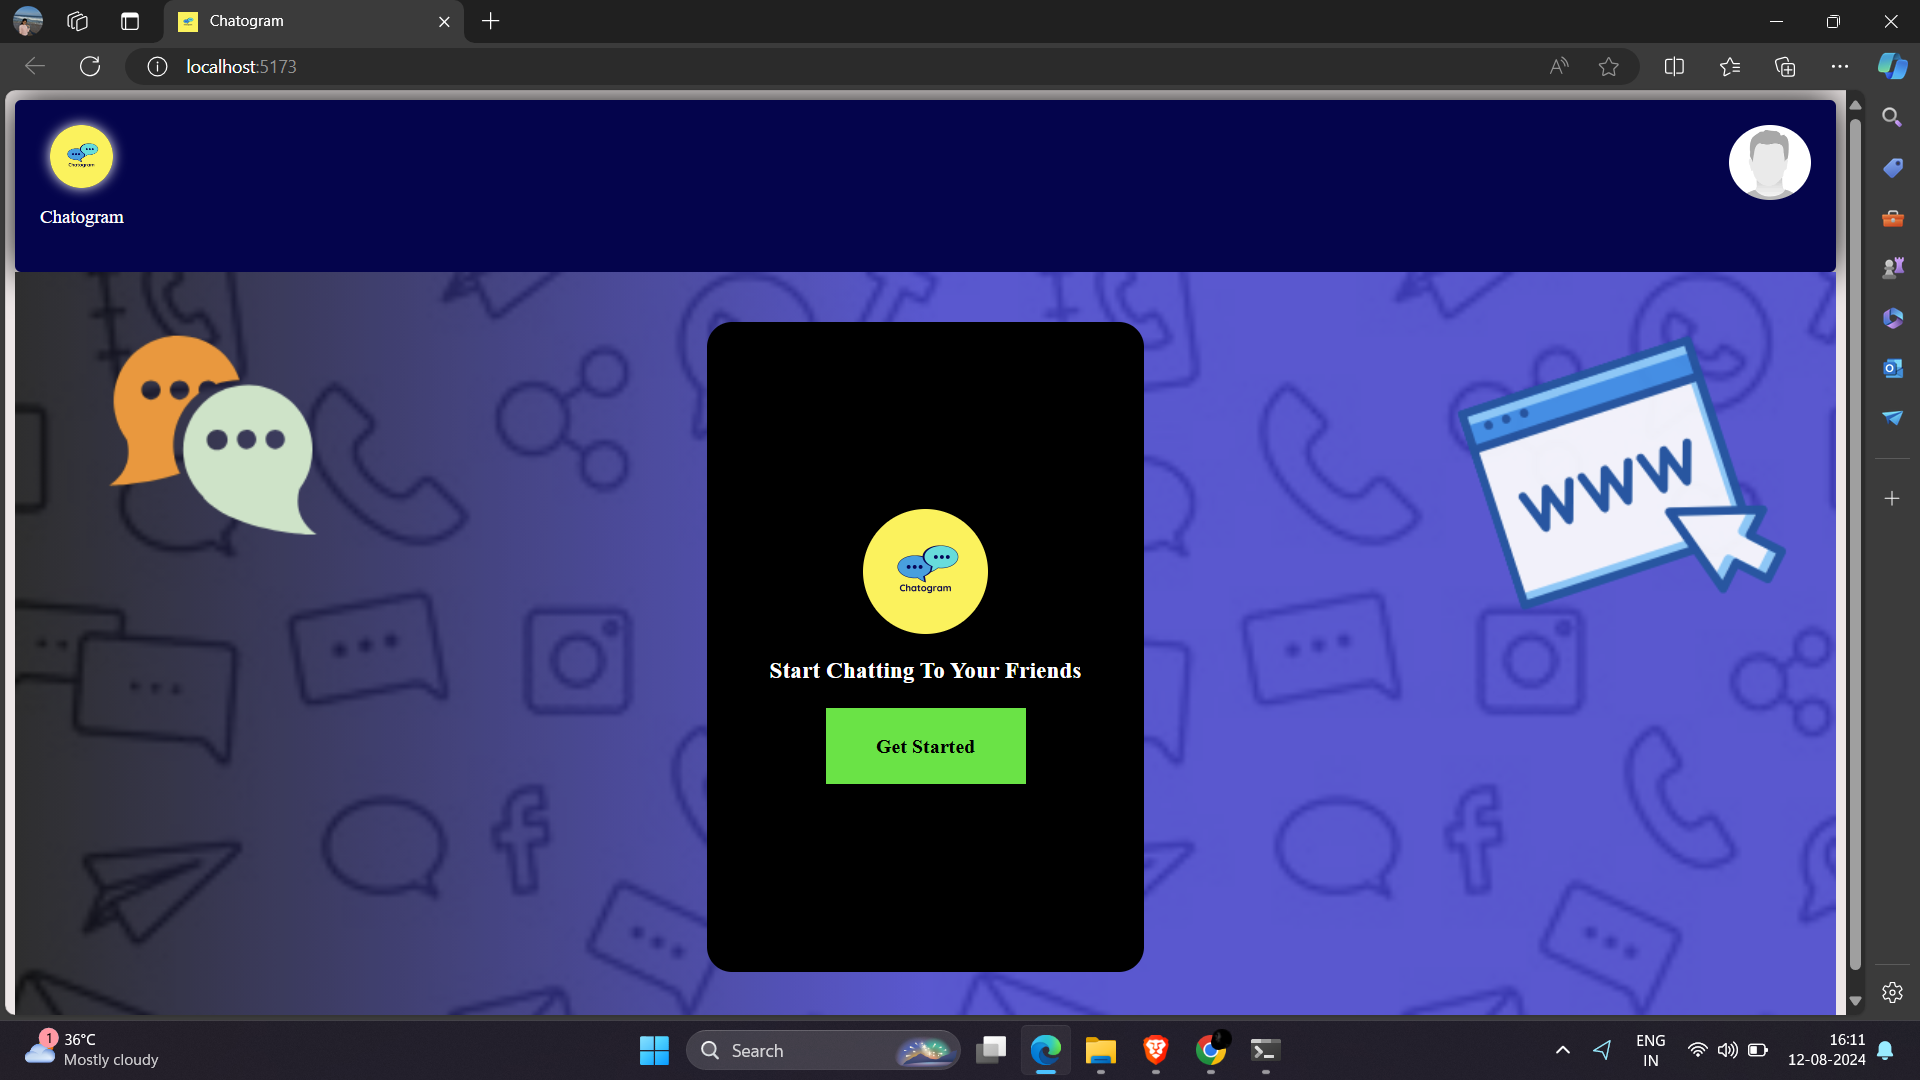 Chatogram
localhost:5173
Chatogram
Chatogram
WWW
Chatogram
Start Chatting To Your Friends
Get Started
1
36°C
Mostly cloudy
Search
ENG
IN
16:11
12-08-2024